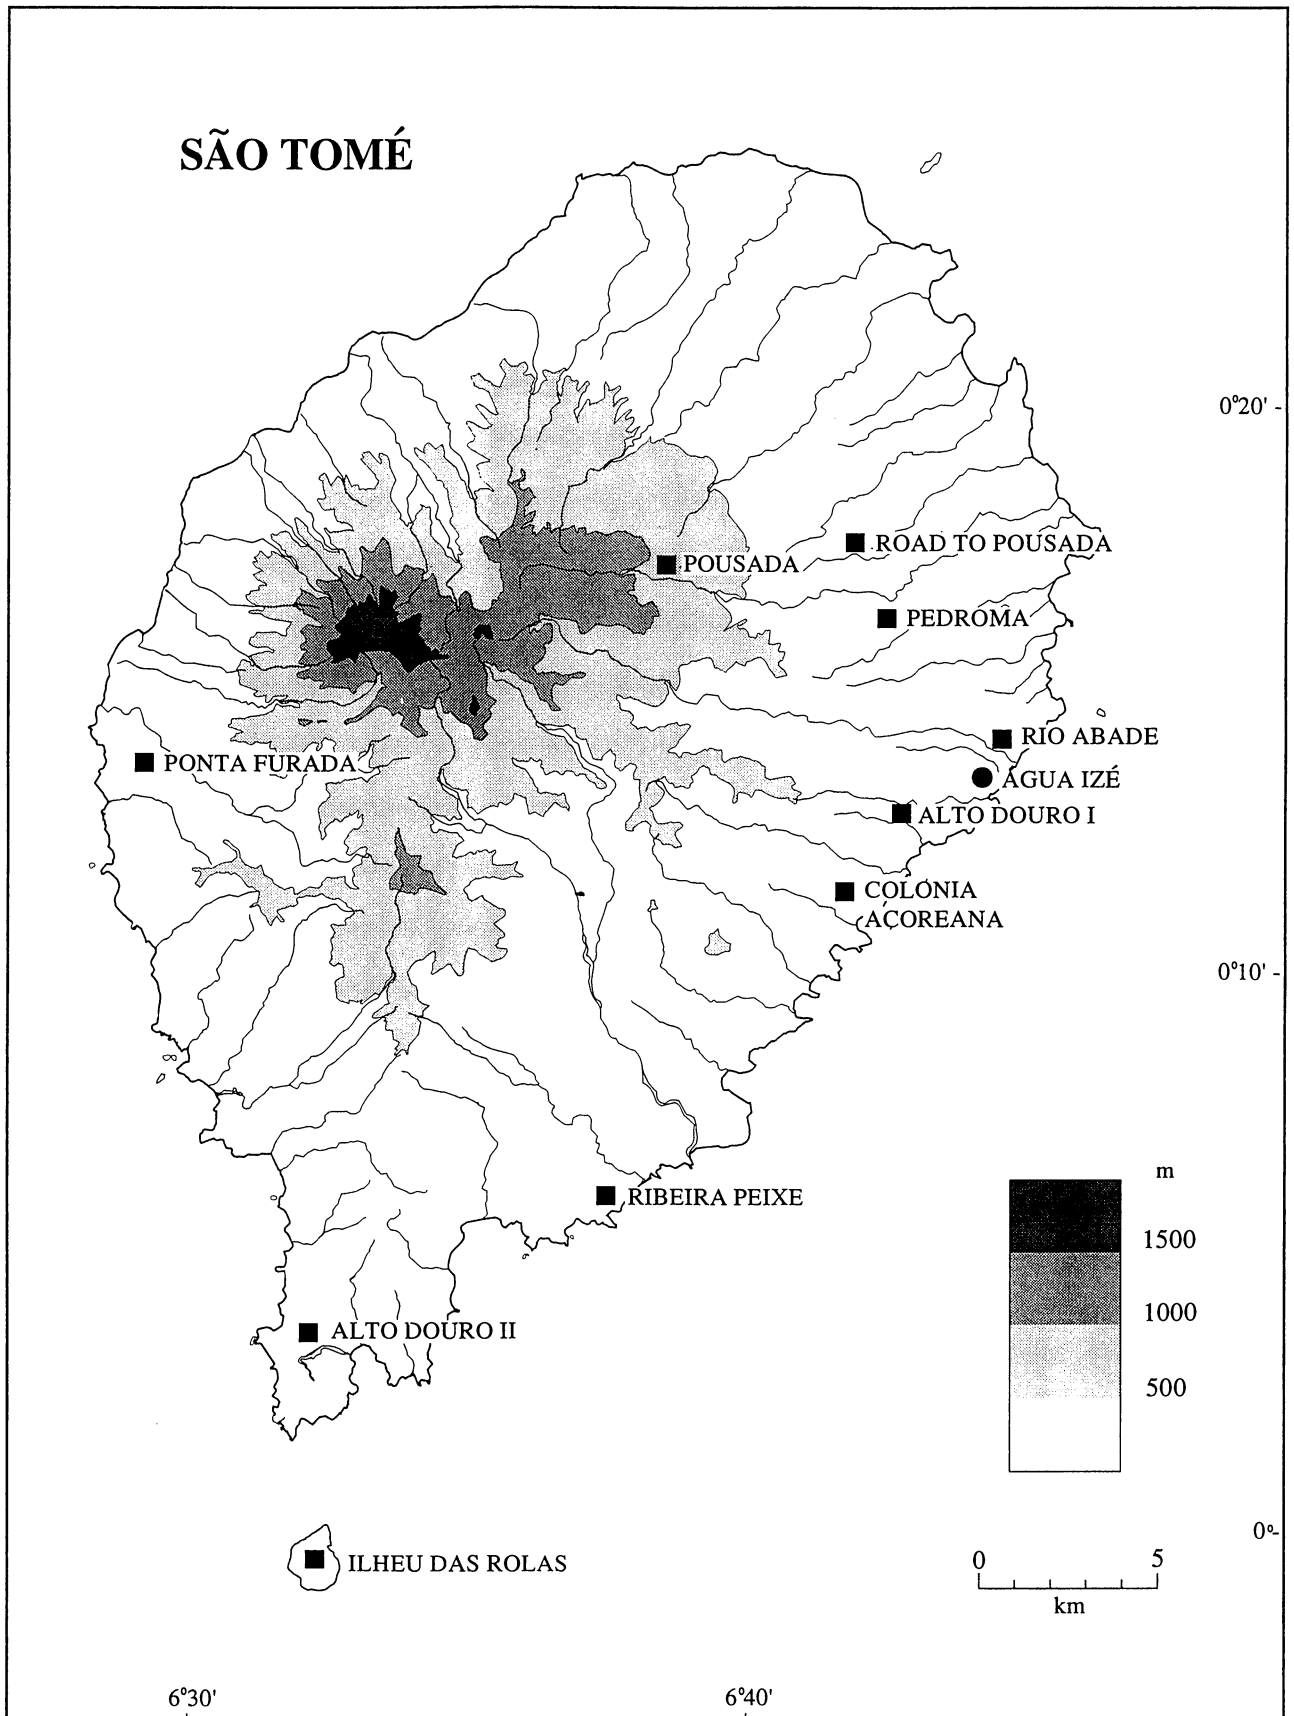 SÃO TOMÉ
0°20' -
ROAD TO POUSADA
POUSADA
PEDROMA
RIO ABADE
PONTA FURADA
ÁGUA IZÉ
ALTO DOURO I
COLONIA
AÇOREANA
0°10' -
m
RIBEIRA PEIXE
1500
1000
ALTO DOURO II
500
0°-
0 5
ILHEU DAS ROLAS
km
6°30' 6°40'